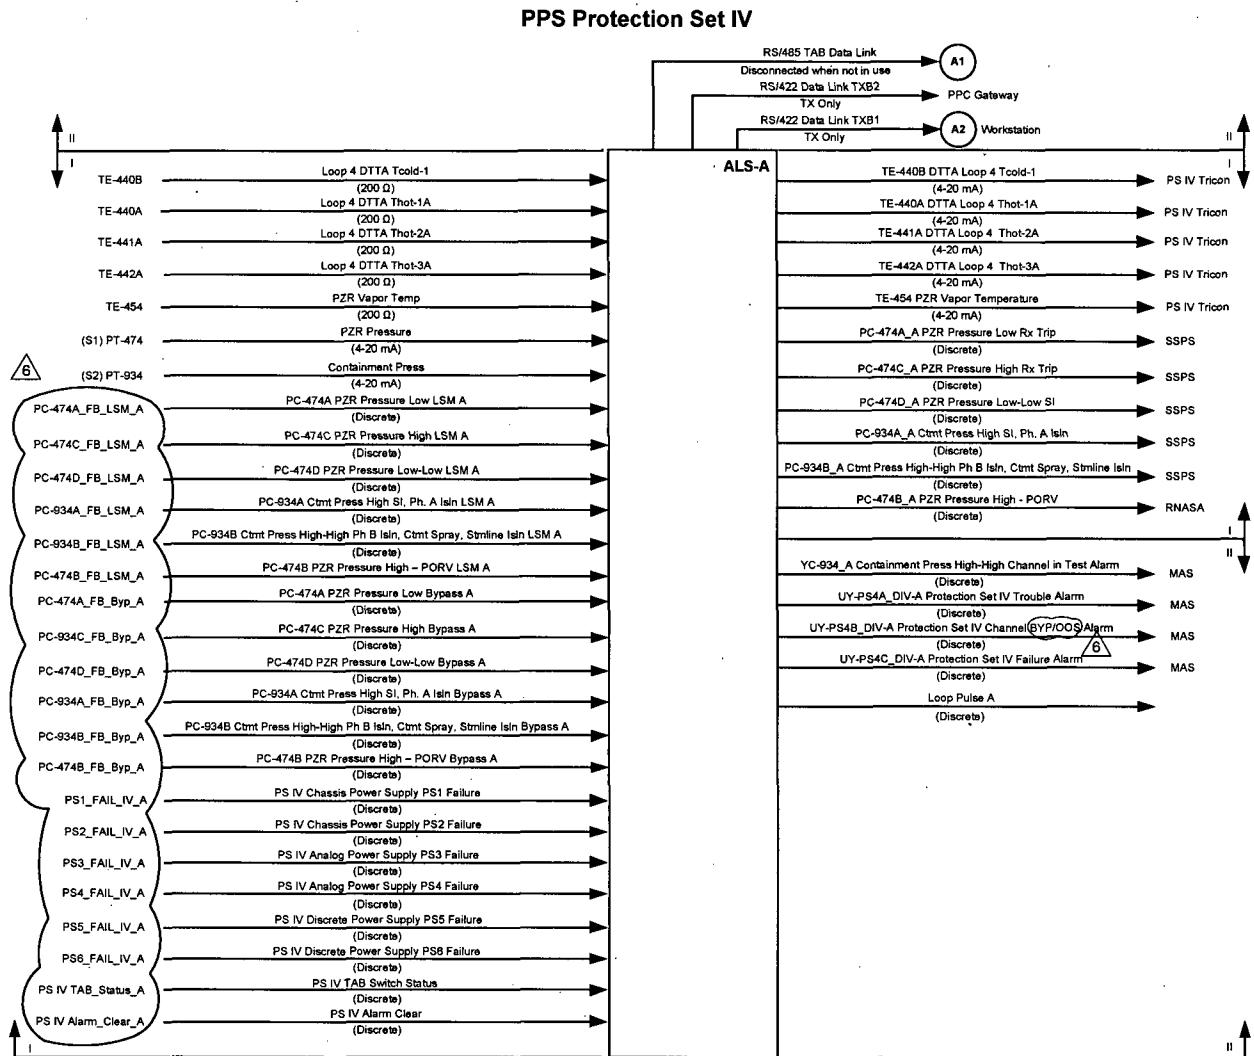 PPS Protection Set IV
RS/485 TAB Data Link
Disconnected when not in use
A1
RS/422 Data Link TXB2
TX Only
PPC Gateway
RS/422 Data Link TXB1
TX Only
A2 Workstation
II II
I I
ALS-A
TE-440B Loop 4 DTTA Tcold-1
(200 Ω)
TE-440A Loop 4 DTTA Thot-1A
(200 Ω)
TE-441A Loop 4 DTTA Thot-2A
(200 Ω)
TE-442A Loop 4 DTTA Thot-3A
(200 Ω)
TE-454 PZR Vapor Temp
(200 Ω)
(S1) PT-474 PZR Pressure
(4-20 mA)
6
(S2) PT-934 Containment Press
(4-20 mA)
PC-474A_FB_LSM_A PC-474A PZR Pressure Low LSM A
(Discrete)
PC-474C_FB_LSM_A PC-474C PZR Pressure High LSM A
(Discrete)
PC-474D_FB_LSM_A PC-474D PZR Pressure Low-Low LSM A
(Discrete)
PC-934A_FB_LSM_A PC-934A Ctmt Press High SI, Ph. A Isln LSM A
(Discrete)
PC-934B_FB_LSM_A PC-934B Ctmt Press High-High Ph B Isln, Ctmt Spray, Stmline Isln LSM A
(Discrete)
PC-474B_FB_LSM_A PC-474B PZR Pressure High – PORV LSM A
(Discrete)
PC-474A_FB_Byp_A PC-474A PZR Pressure Low Bypass A
(Discrete)
PC-934C_FB_Byp_A PC-474C PZR Pressure High Bypass A
(Discrete)
PC-474D_FB_Byp_A PC-474D PZR Pressure Low-Low Bypass A
(Discrete)
PC-934A_FB_Byp_A PC-934A Ctmt Press High SI, Ph. A Isln Bypass A
(Discrete)
PC-934B_FB_Byp_A PC-934B Ctmt Press High-High Ph B Isln, Ctmt Spray, Stmline Isln Bypass A
(Discrete)
PC-474B_FB_Byp_A PC-474B PZR Pressure High – PORV Bypass A
(Discrete)
PS1_FAIL_IV_A PS IV Chassis Power Supply PS1 Failure
(Discrete)
PS2_FAIL_IV_A PS IV Chassis Power Supply PS2 Failure
(Discrete)
PS3_FAIL_IV_A PS IV Analog Power Supply PS3 Failure
(Discrete)
PS4_FAIL_IV_A PS IV Analog Power Supply PS4 Failure
(Discrete)
PS5_FAIL_IV_A PS IV Discrete Power Supply PS5 Failure
(Discrete)
PS6_FAIL_IV_A PS IV Discrete Power Supply PS6 Failure
(Discrete)
PS IV TAB_Status_A PS IV TAB Switch Status
(Discrete)
PS IV Alarm_Clear_A PS IV Alarm Clear
(Discrete)
TE-440B DTTA Loop 4 Tcold-1 PS IV Tricon
(4-20 mA)
TE-440A DTTA Loop 4 Thot-1A PS IV Tricon
(4-20 mA)
TE-441A DTTA Loop 4 Thot-2A PS IV Tricon
(4-20 mA)
TE-442A DTTA Loop 4 Thot-3A PS IV Tricon
(4-20 mA)
TE-454 PZR Vapor Temperature PS IV Tricon
(4-20 mA)
PC-474A_A PZR Pressure Low Rx Trip SSPS
(Discrete)
PC-474C_A PZR Pressure High Rx Trip SSPS
(Discrete)
PC-474D_A PZR Pressure Low-Low SI SSPS
(Discrete)
PC-934A_A Ctmt Press High SI, Ph. A Isln SSPS
(Discrete)
PC-934B_A Ctmt Press High-High Ph B Isln, Ctmt Spray, Stmline Isln SSPS
(Discrete)
PC-474B_A PZR Pressure High - PORV RNASA
(Discrete)
I
II
YC-934_A Containment Press High-High Channel in Test Alarm MAS
(Discrete)
UY-PS4A_DIV-A Protection Set IV Trouble Alarm MAS
(Discrete)
UY-PS4B_DIV-A Protection Set IV Channel BYP/OOS Alarm MAS
(Discrete)
6
UY-PS4C_DIV-A Protection Set IV Failure Alarm MAS
(Discrete)
Loop Pulse A
(Discrete)
I II